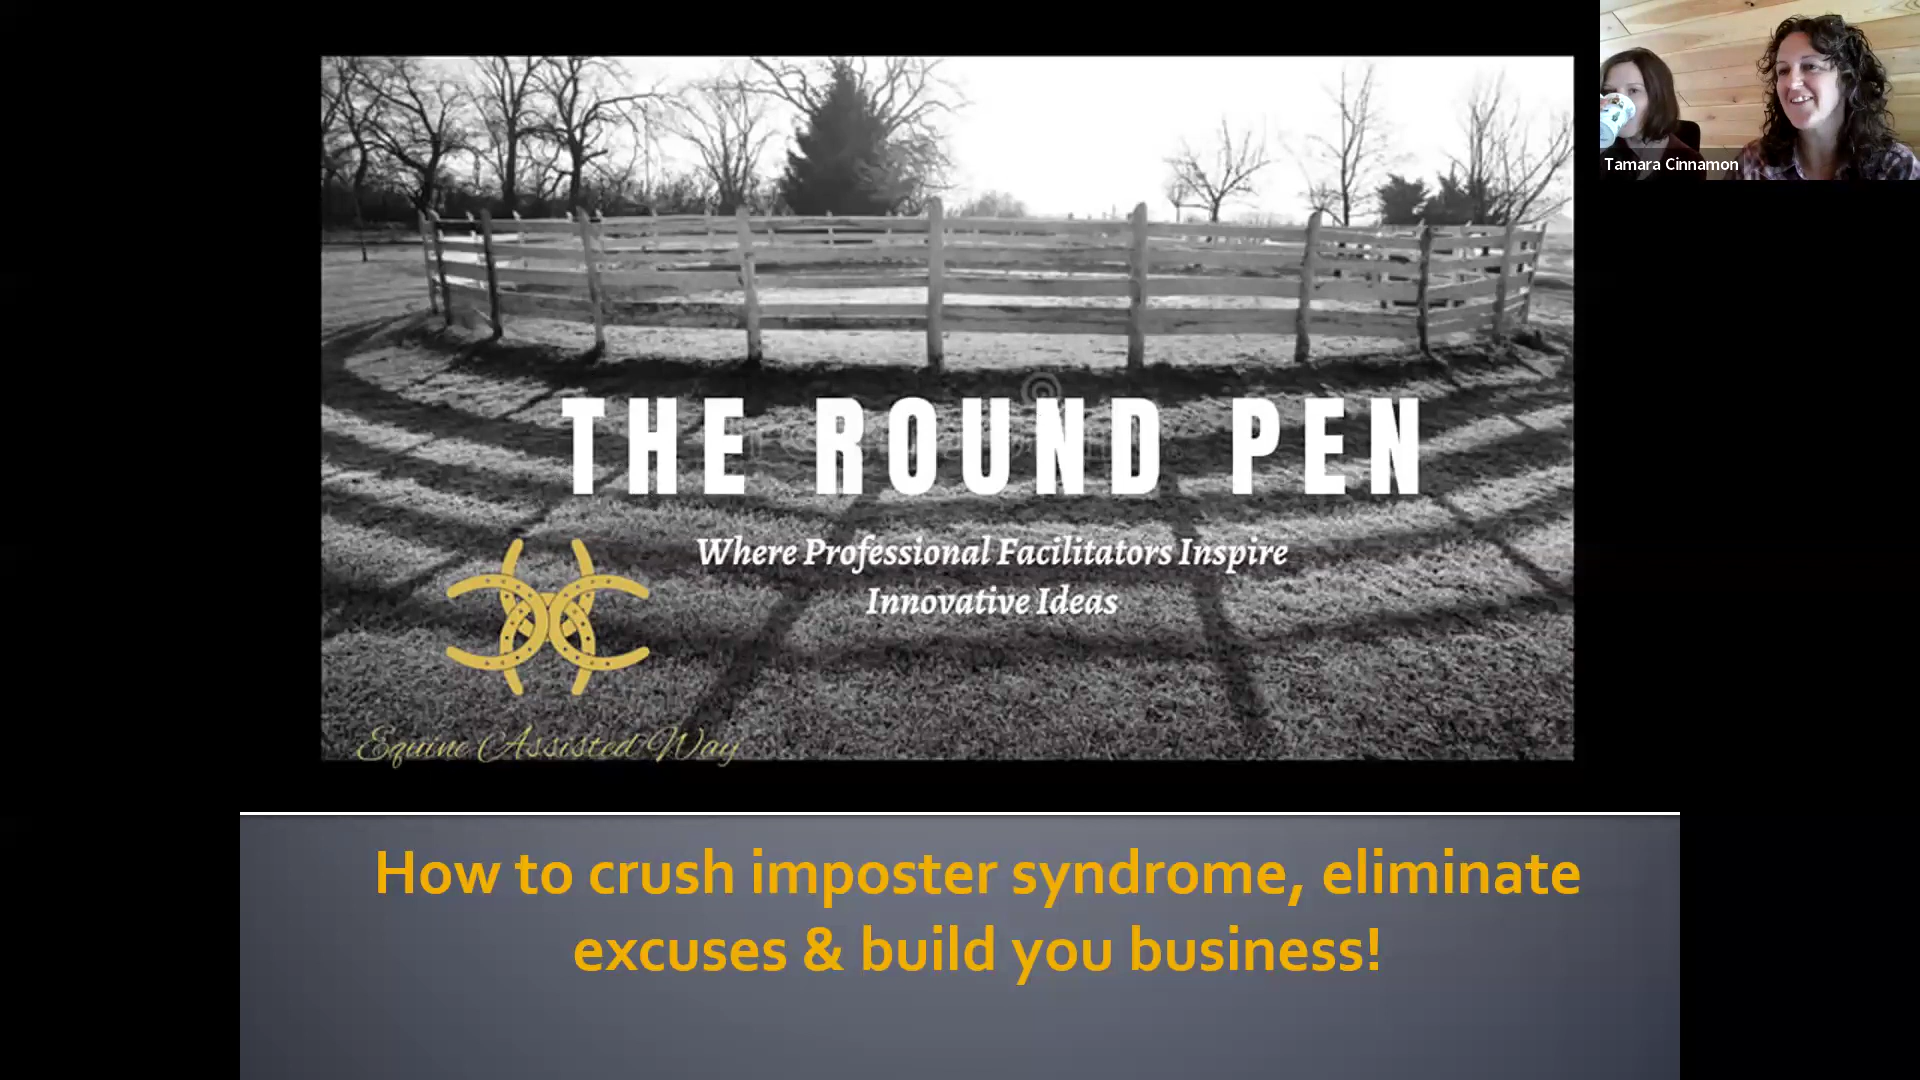 Tamara Cinnamon
THE ROUND PEN
Where Professional Facilitators Inspire
Innovative Ideas
Equine Assisted Way
How to crush imposter syndrome, eliminate
excuses & build you business!